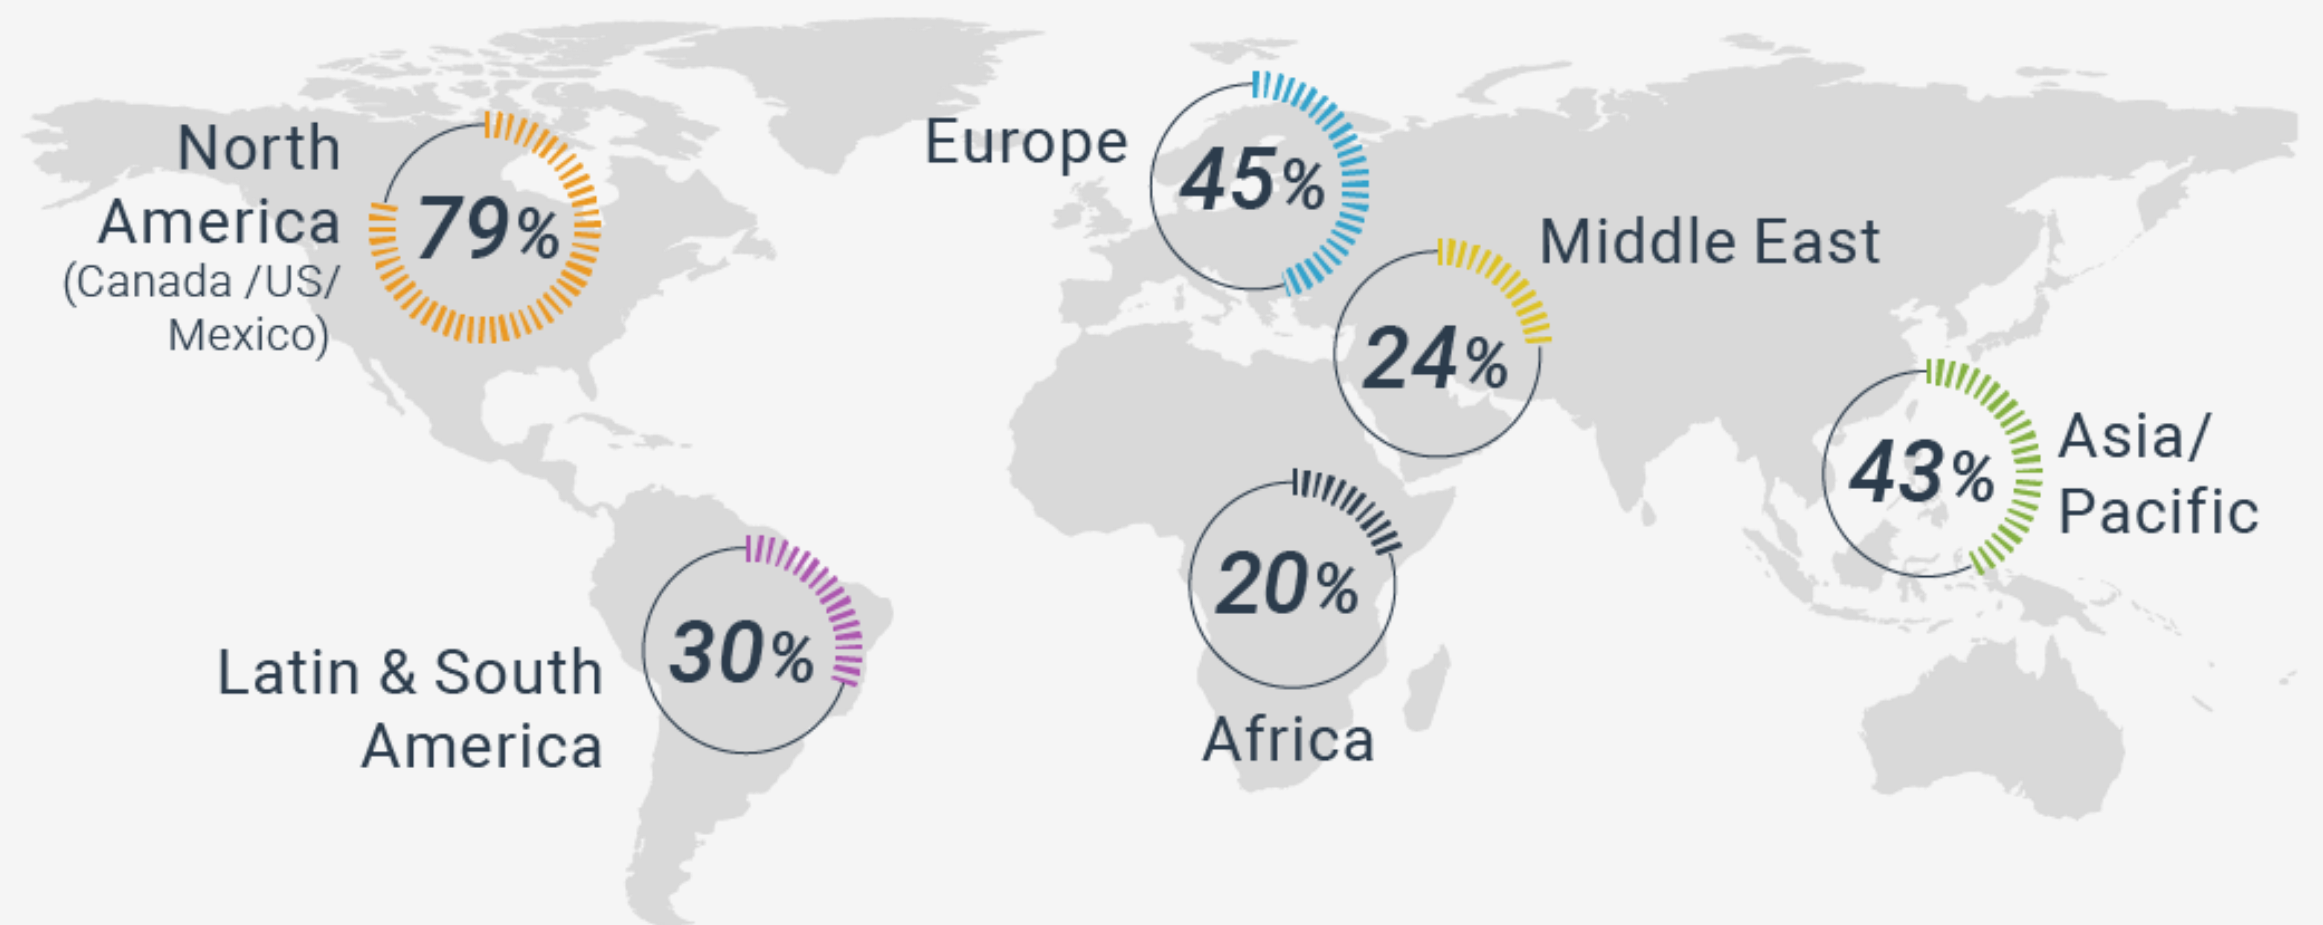 North
America
(Canada /US/
Mexico)
79%
Europe
45%
Middle East
24%
Asia/
Pacific
43%
Latin & South
America
30%
20%
Africa